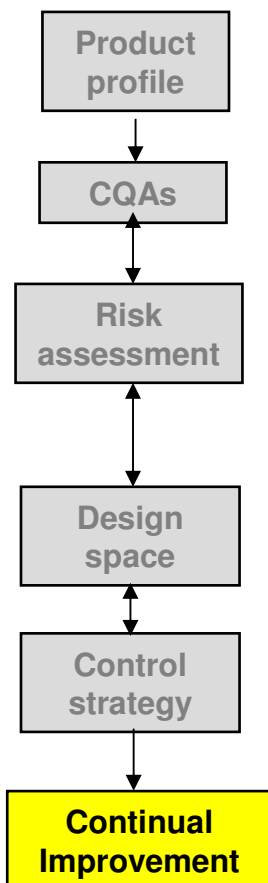 Product
profile
CQAs
Risk
assessment
Design
space
Control
strategy
Continual
Improvement